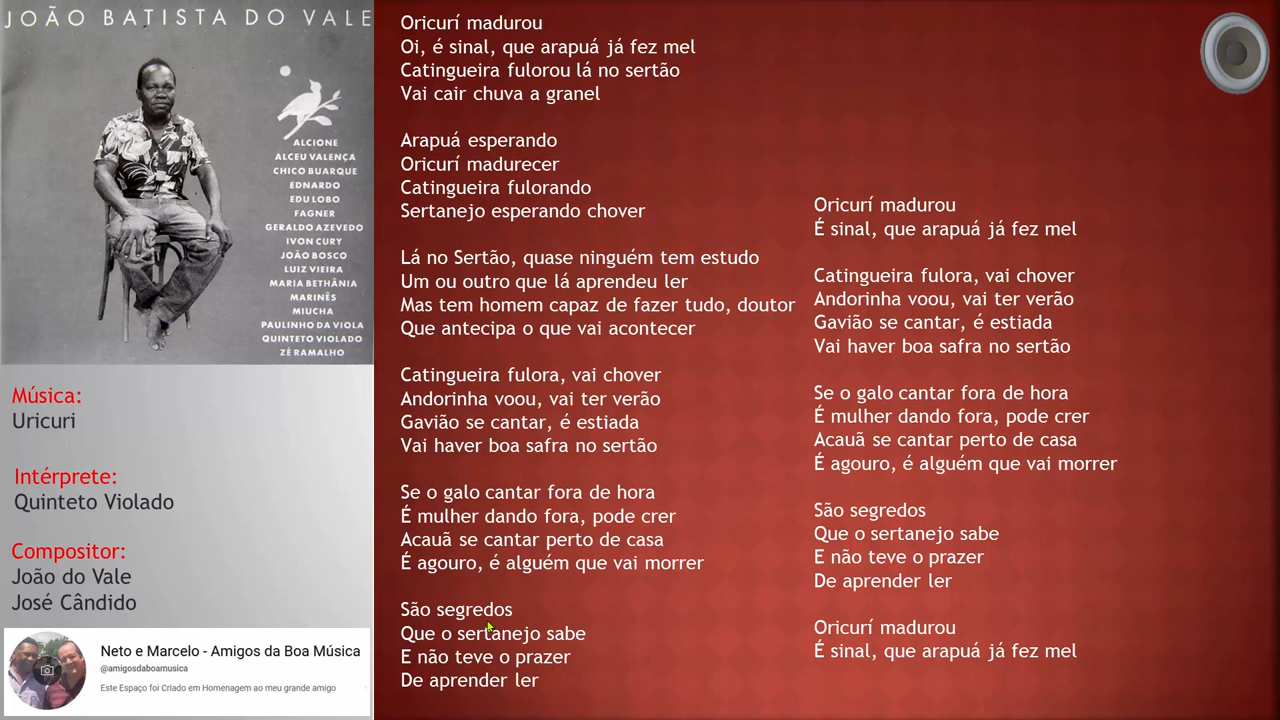 JOÃO BATISTA DO VALE
ALCIONE
ALCEU VALENÇA
CHICO BUARQUE
EDNARDO
EDU LOBO
FAGNER
GERALDO AZEVEDO
IVON CURY
JOÃO BOSCO
LUIZ VIEIRA
MARIA BETHÂNIA
MARINÊS
MIUCHA
PAULINHO DA VIOLA
QUINTETO VIOLADO
ZÉ RAMALHO
Música:
Uricuri
Intérprete:
Quinteto Violado
Compositor:
João do Vale
José Cândido
Neto e Marcelo - Amigos da Boa Música
@amigosdaboamusica
Este Espaço foi Criado em Homenagem ao meu grande amigo
Oricurí madurou
Oi, é sinal, que arapuá já fez mel
Catingueira fulorou lá no sertão
Vai cair chuva a granel
Arapuá esperando
Oricurí madurecer
Catingueira fulorando
Sertanejo esperando chover
Lá no Sertão, quase ninguém tem estudo
Um ou outro que lá aprendeu ler
Mas tem homem capaz de fazer tudo, doutor
Que antecipa o que vai acontecer
Catingueira fulora, vai chover
Andorinha voou, vai ter verão
Gavião se cantar, é estiada
Vai haver boa safra no sertão
Se o galo cantar fora de hora
É mulher dando fora, pode crer
Acauã se cantar perto de casa
É agouro, é alguém que vai morrer
São segredos
Que o sertanejo sabe
E não teve o prazer
De aprender ler
Oricurí madurou
É sinal, que arapuá já fez mel
Catingueira fulora, vai chover
Andorinha voou, vai ter verão
Gavião se cantar, é estiada
Vai haver boa safra no sertão
Se o galo cantar fora de hora
É mulher dando fora, pode crer
Acauã se cantar perto de casa
É agouro, é alguém que vai morrer
São segredos
Que o sertanejo sabe
E não teve o prazer
De aprender ler
Oricurí madurou
É sinal, que arapuá já fez mel